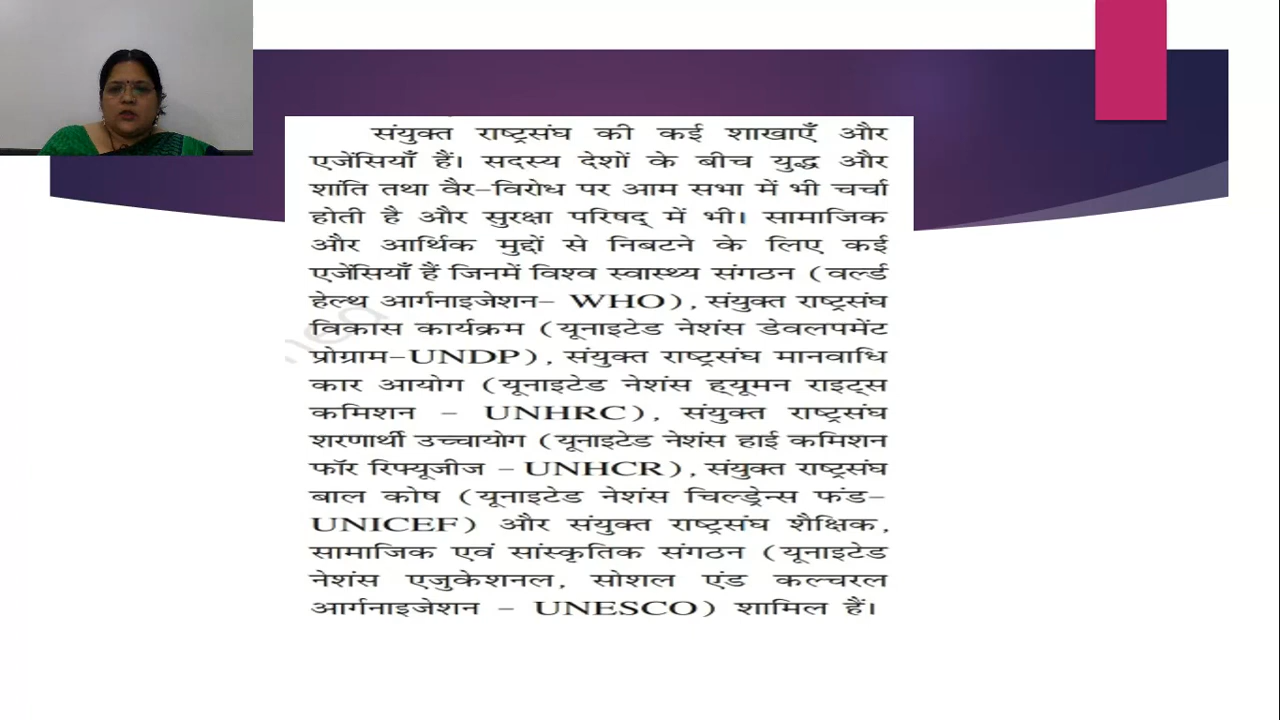 संयुक्त राष्ट्रसंघ की कई शाखाएँ और
एजेंसियाँ हैं। सदस्य देशों के बीच युद्ध और
शांति तथा वैर-विरोध पर आम सभा में भी चर्चा
होती है और सुरक्षा परिषद् में भी। सामाजिक
और आर्थिक मुद्दों से निबटने के लिए कई
एजेंसियाँ हैं जिनमें विश्व स्वास्थ्य संगठन (वर्ल्ड
हेल्थ आर्गनाइजेशन- WHO), संयुक्त राष्ट्रसंघ
विकास कार्यक्रम (यूनाइटेड नेशंस डेवलपमेंट
प्रोग्राम-UNDP), संयुक्त राष्ट्रसंघ मानवाधि
कार आयोग (यूनाइटेड नेशंस ह्यूमन राइट्स
कमिशन - UNHRC), संयुक्त राष्ट्रसंघ
शरणार्थी उच्चायोग (यूनाइटेड नेशंस हाई कमिशन
फॉर रिफ्यूजीज - UNHCR), संयुक्त राष्ट्रसंघ
बाल कोष (यूनाइटेड नेशंस चिल्ड्रेन्स फंड-
UNICEF) और संयुक्त राष्ट्रसंघ शैक्षिक,
सामाजिक एवं सांस्कृतिक संगठन (यूनाइटेड
नेशंस एजुकेशनल, सोशल एंड कल्चरल
आर्गनाइजेशन - UNESCO) शामिल हैं।